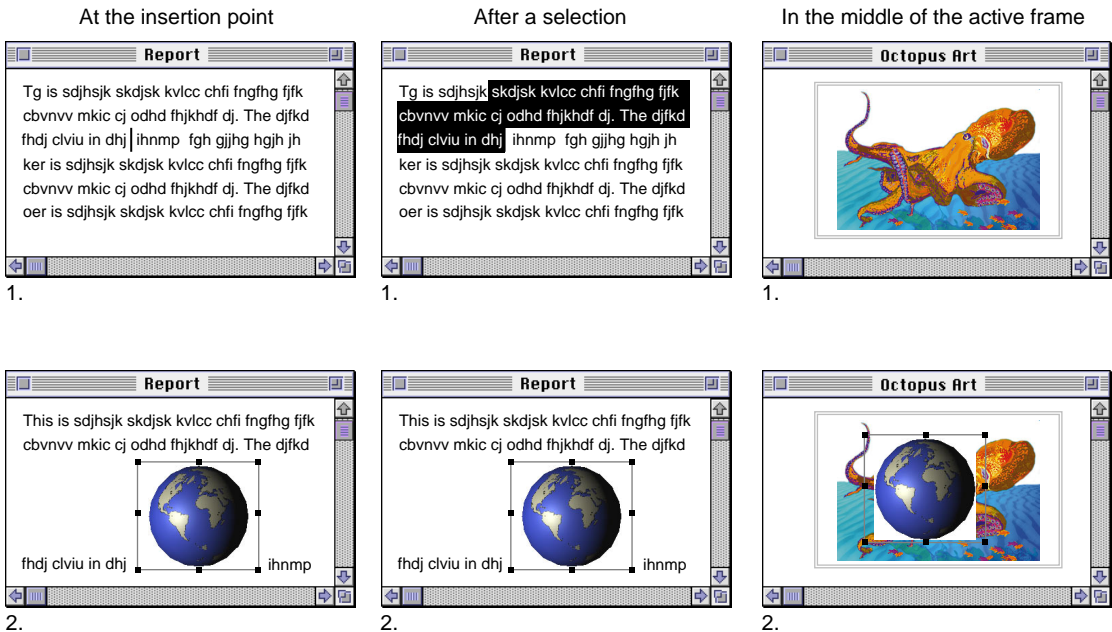 At the insertion point
After a selection
In the middle of the active frame
Report
Tg is sdjhsjk skdjsk kvlcc chfi fngfhg fjfk
cbvnvv mkic cj odhd fhjkhdf dj. The djfkd
fhdj clviu in dhj ihnmp fgh gjjhg hgjh jh
ker is sdjhsjk skdjsk kvlcc chfi fngfhg fjfk
cbvnvv mkic cj odhd fhjkhdf dj. The djfkd
oer is sdjhsjk skdjsk kvlcc chfi fngfhg fjfk
1.
Report
Tg is sdjhsjk skdjsk kvlcc chfi fngfhg fjfk
cbvnvv mkic cj odhd fhjkhdf dj. The djfkd
fhdj clviu in dhj ihnmp fgh gjjhg hgjh jh
ker is sdjhsjk skdjsk kvlcc chfi fngfhg fjfk
cbvnvv mkic cj odhd fhjkhdf dj. The djfkd
oer is sdjhsjk skdjsk kvlcc chfi fngfhg fjfk
1.
Octopus Art
1.
Report
This is sdjhsjk skdjsk kvlcc chfi fngfhg fjfk
cbvnvv mkic cj odhd fhjkhdf dj. The djfkd
fhdj clviu in dhj ihnmp
2.
Report
This is sdjhsjk skdjsk kvlcc chfi fngfhg fjfk
cbvnvv mkic cj odhd fhjkhdf dj. The djfkd
fhdj clviu in dhj ihnmp
2.
Octopus Art
2.